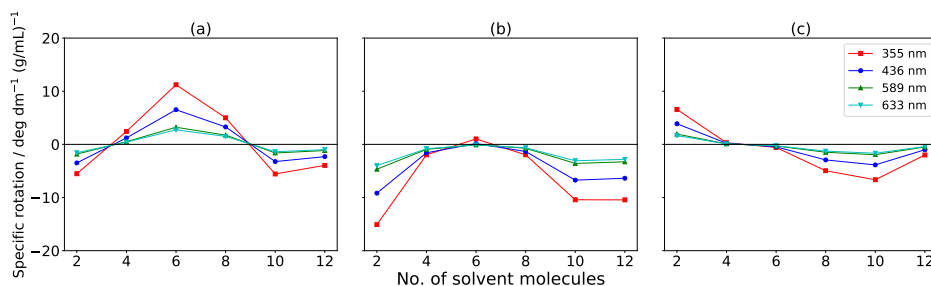 (a) (b) (c)
Specific rotation / deg dm⁻¹ (g/mL)⁻¹
20
10
0
−10
−20
355 nm
436 nm
589 nm
633 nm
2 4 6 8 10 12 2 4 6 8 10 12 2 4 6 8 10 12
No. of solvent molecules